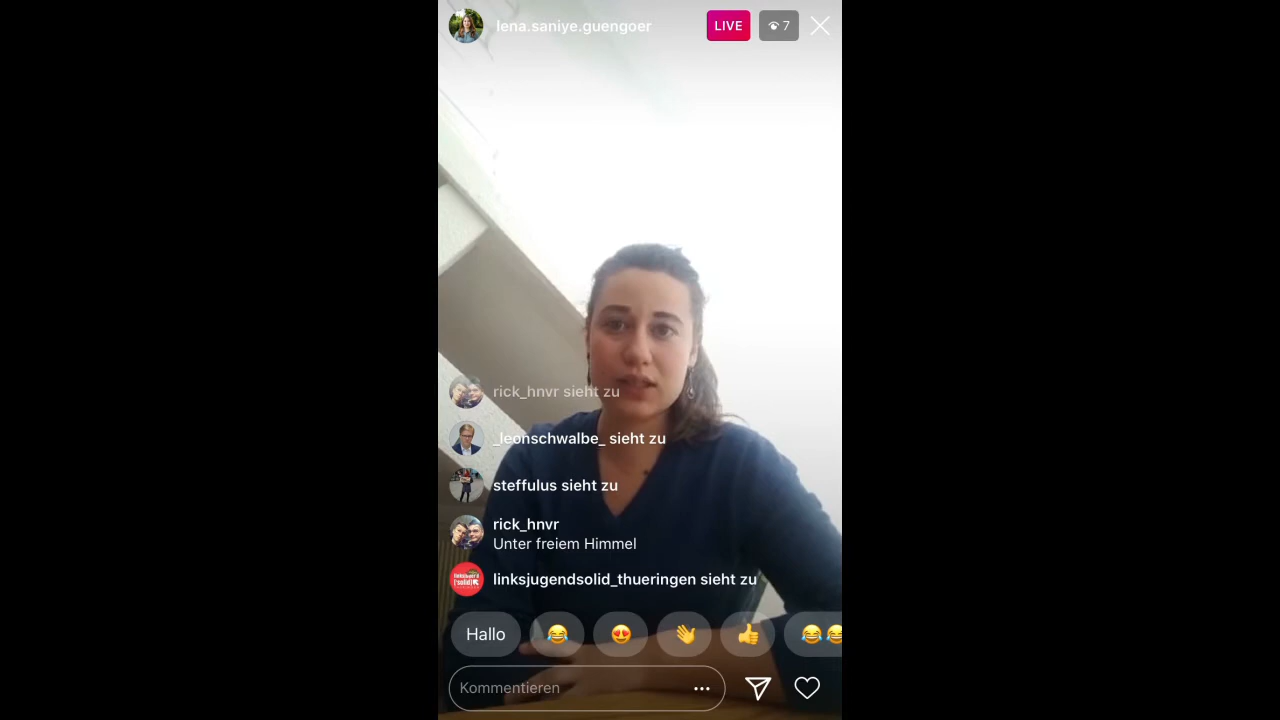 lena.saniye.guengoer
LIVE
7
rick_hnvr sieht zu
_leonschwalbe_ sieht zu
steffulus sieht zu
rick_hnvr
Unter freiem Himmel
linksjugendsolid_thueringen sieht zu
Hallo
Kommentieren